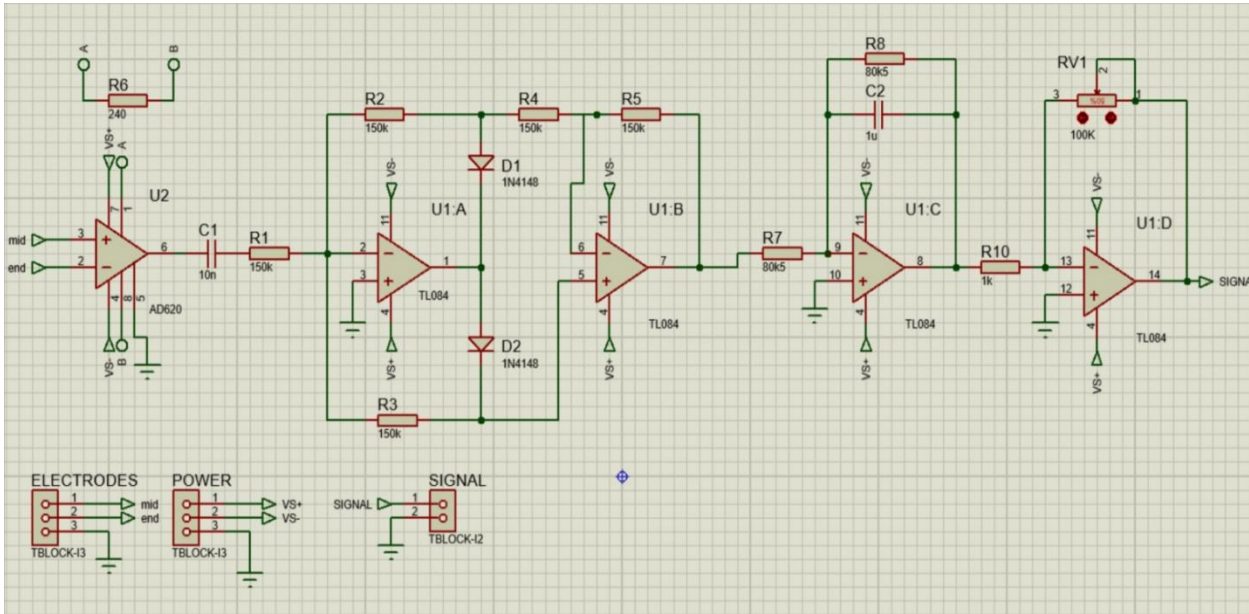 A
B
R6
240
VS+
A
U2
7
1
mid
3
end
2
6
4
8
5
AD620
VS-
B
C1
10n
R1
150k
R2
150k
D1
1N4148
VS-
11
U1:A
2
3
1
4
TL084
VS+
D2
1N4148
R3
150k
R4
150k
R5
150k
VS-
11
U1:B
6
5
7
4
TL084
VS+
R7
80k5
R8
80k5
C2
1u
VS-
11
U1:C
9
10
8
4
TL084
VS+
R10
1k
RV1
3
2
1
50%
100K
VS-
11
U1:D
13
12
14
4
TL084
VS+
SIGNA
ELECTRODES
1
2
3
mid
end
TBLOCK-I3
POWER
1
2
3
VS+
VS-
TBLOCK-I3
SIGNAL
SIGNAL
1
2
TBLOCK-I2